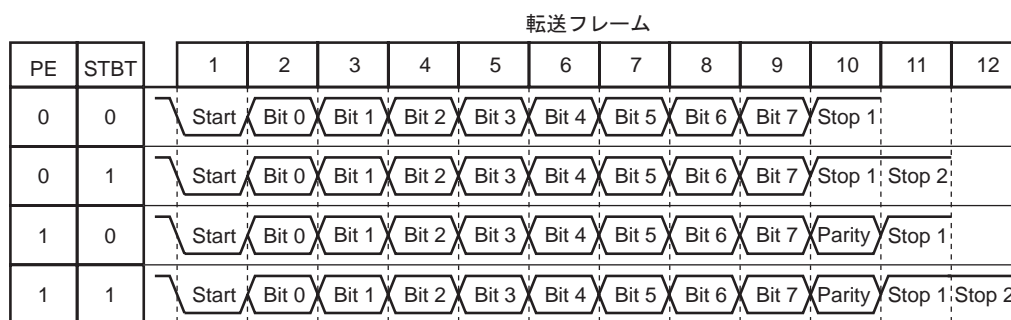 転送フレーム
PE STBT 1 2 3 4 5 6 7 8 9 10 11 12
0 0 Start Bit 0 Bit 1 Bit 2 Bit 3 Bit 4 Bit 5 Bit 6 Bit 7 Stop 1
0 1 Start Bit 0 Bit 1 Bit 2 Bit 3 Bit 4 Bit 5 Bit 6 Bit 7 Stop 1 Stop 2
1 0 Start Bit 0 Bit 1 Bit 2 Bit 3 Bit 4 Bit 5 Bit 6 Bit 7 Parity Stop 1
1 1 Start Bit 0 Bit 1 Bit 2 Bit 3 Bit 4 Bit 5 Bit 6 Bit 7 Parity Stop 1 Stop 2